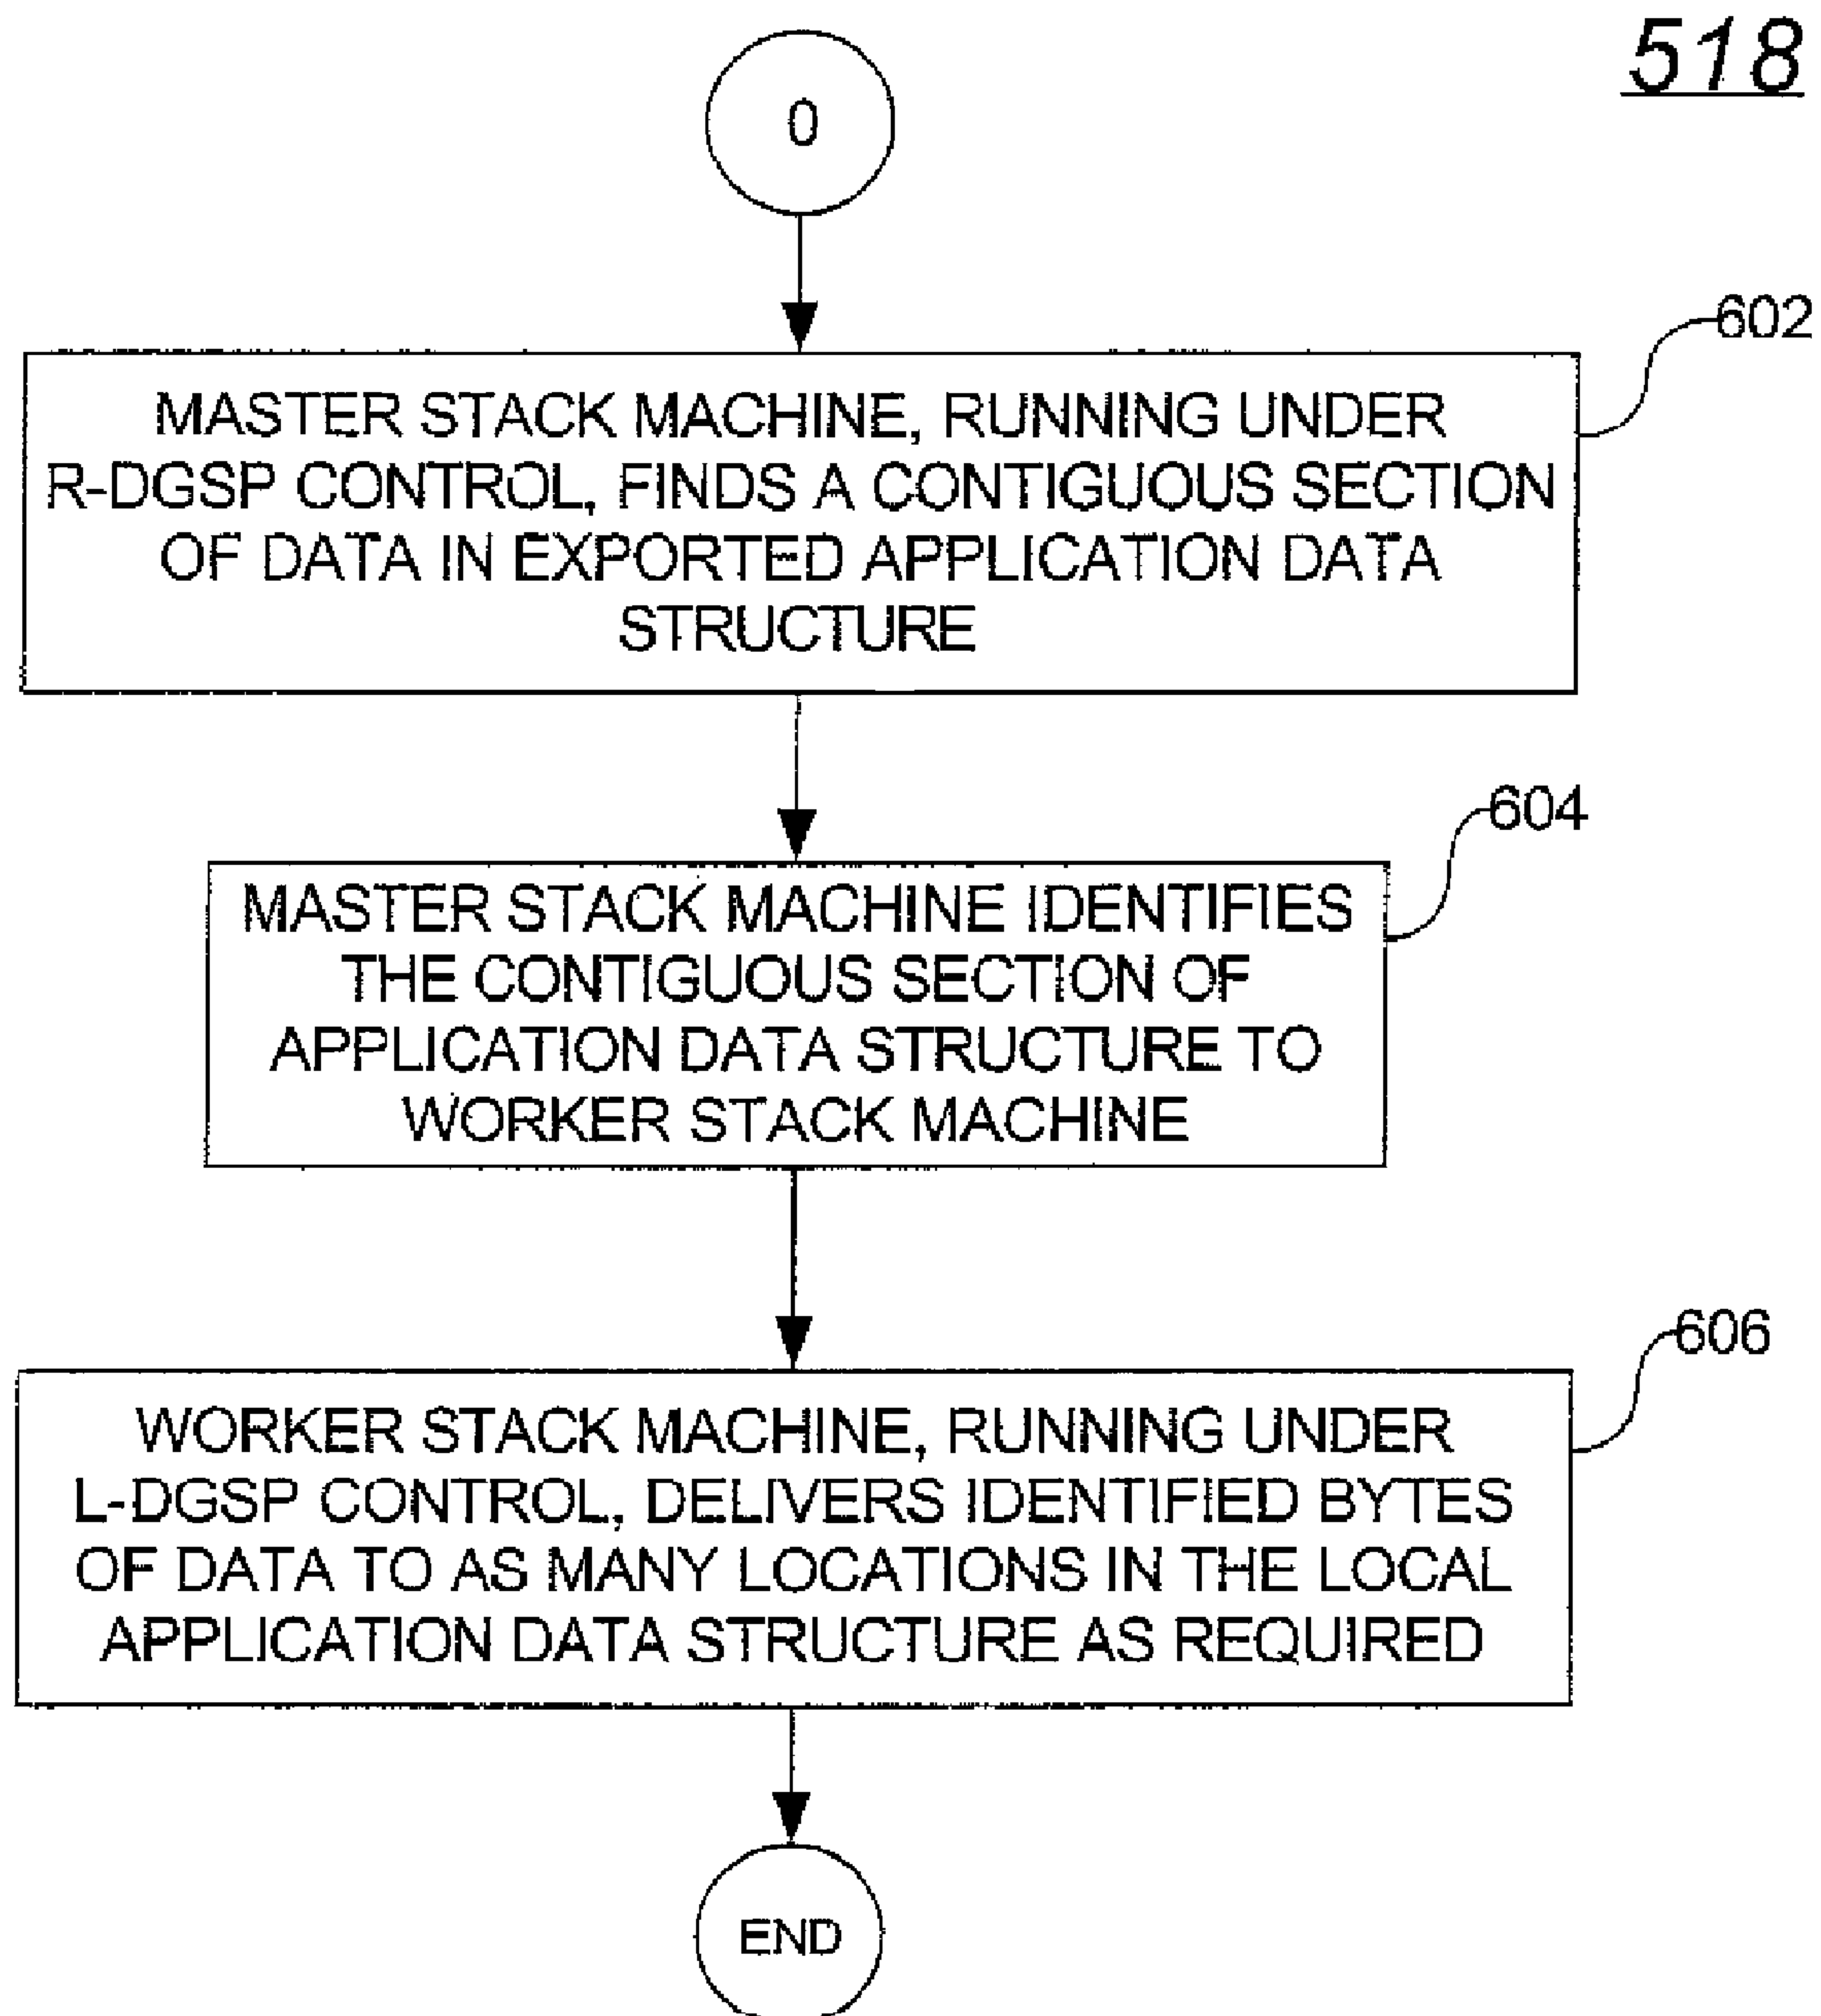 518
0
602
MASTER STACK MACHINE, RUNNING UNDER
R-DGSP CONTROL, FINDS A CONTIGUOUS SECTION
OF DATA IN EXPORTED APPLICATION DATA
STRUCTURE
604
MASTER STACK MACHINE IDENTIFIES
THE CONTIGUOUS SECTION OF
APPLICATION DATA STRUCTURE TO
WORKER STACK MACHINE
606
WORKER STACK MACHINE, RUNNING UNDER
L-DGSP CONTROL, DELIVERS IDENTIFIED BYTES
OF DATA TO AS MANY LOCATIONS IN THE LOCAL
APPLICATION DATA STRUCTURE AS REQUIRED
END